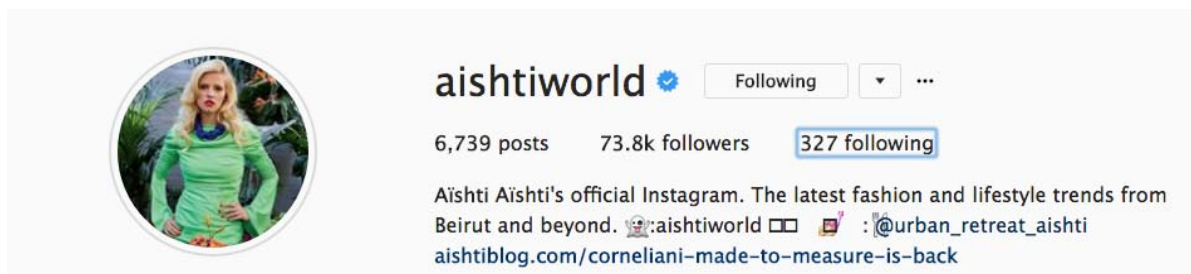 aishtiworld Following ...
6,739 posts 73.8k followers 327 following
Aïshti Aïshti's official Instagram. The latest fashion and lifestyle trends from
Beirut and beyond. 👻:aishtiworld □□ 💅 :🍴@urban_retreat_aishti
aishtiblog.com/corneliani-made-to-measure-is-back